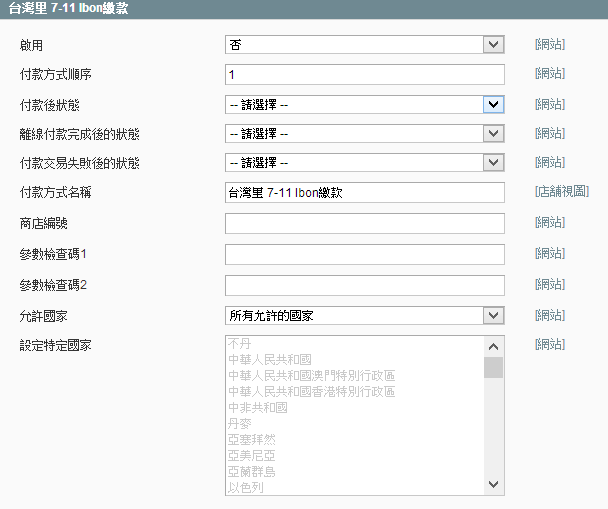 台灣里 7-11 Ibon繳款
啟用 否 [網站]
付款方式順序 1 [網站]
付款後狀態 -- 請選擇 -- [網站]
離線付款完成後的狀態 -- 請選擇 -- [網站]
付款交易失敗後的狀態 -- 請選擇 -- [網站]
付款方式名稱 台灣里 7-11 Ibon繳款 [店舖視圖]
商店編號 [網站]
參數檢查碼1 [網站]
參數檢查碼2 [網站]
允許國家 所有允許的國家 [網站]
設定特定國家 [網站]
不丹
中華人民共和國
中華人民共和國澳門特別行政區
中華人民共和國香港特別行政區
中非共和國
丹麥
亞塞拜然
亞美尼亞
亞蘭群島
以色列